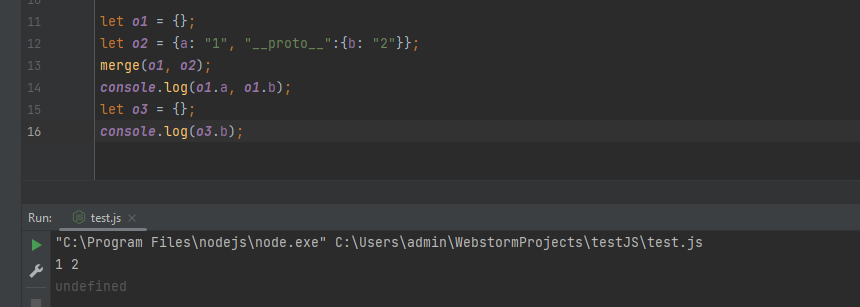 11 let o1 = {};
12 let o2 = {a: "1", "__proto__":{b: "2"}};
13 merge(o1, o2);
14 console.log(o1.a, o1.b);
15 let o3 = {};
16 console.log(o3.b);
Run: test.js ×
"C:\Program Files\nodejs\node.exe" C:\Users\admin\WebstormProjects\testJS\test.js
1 2
undefined